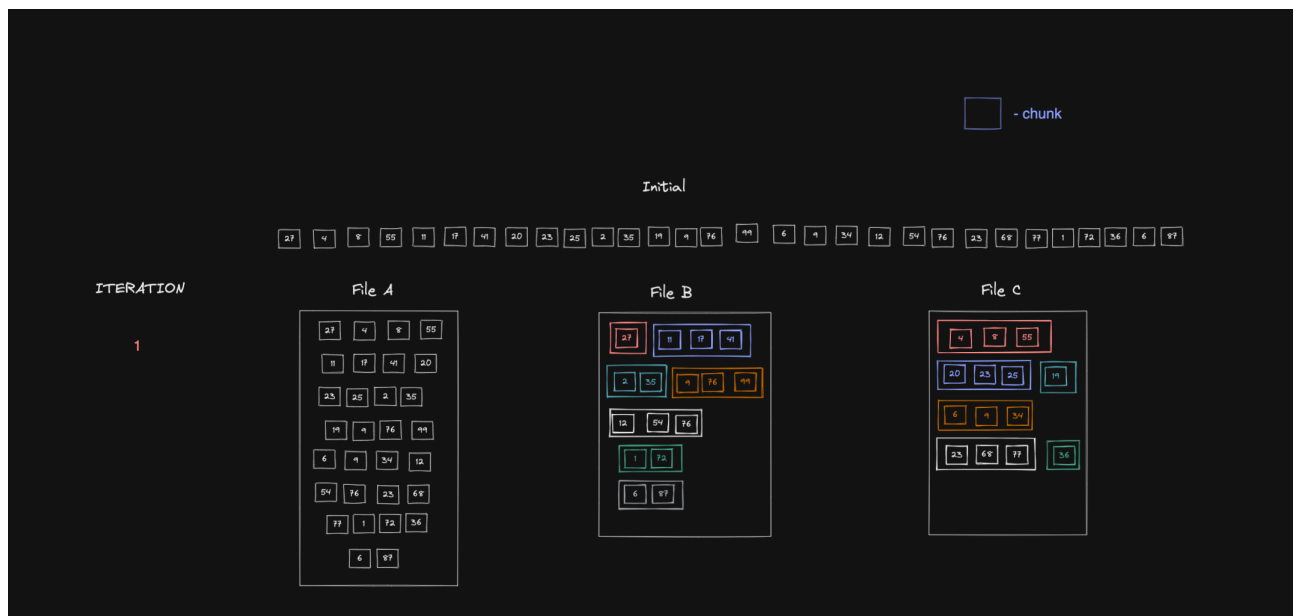 - chunk
Initial
27 4 8 55 11 17 41 20 23 25 2 35 19 9 76 99 6 9 34 12 54 76 23 68 77 1 72 36 6 87
ITERATION
1
File A
27 4 8 55
11 17 41 20
23 25 2 35
19 9 76 99
6 9 34 12
54 76 23 68
77 1 72 36
6 87
File B
27 11 17 41
2 35 9 76 99
12 54 76
1 72
6 87
File C
4 8 55
20 23 25 19
6 9 34
23 68 77 36